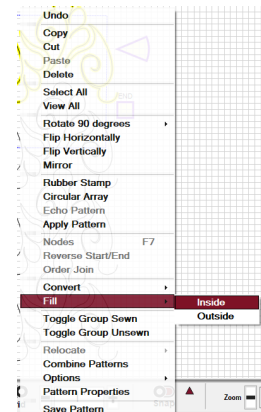 Undo
Copy
Cut
Paste
Delete
Select All
View All
Rotate 90 degrees
Flip Horizontally
Flip Vertically
Mirror
Rubber Stamp
Circular Array
Echo Pattern
Apply Pattern
Nodes F7
Reverse Start/End
Order Join
Convert
Fill
Inside
Outside
Toggle Group Sewn
Toggle Group Unsewn
Relocate
Combine Patterns
Options
Pattern Properties
Save Pattern
Zoom